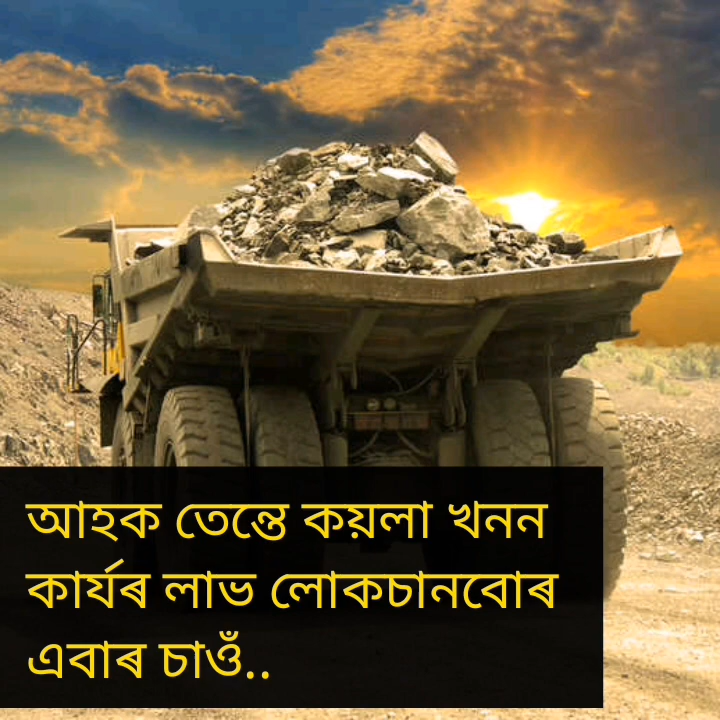 আহক তেন্তে কয়লা খনন
কাৰ্যৰ লাভ লোকচানবোৰ
এবাৰ চাওঁ..